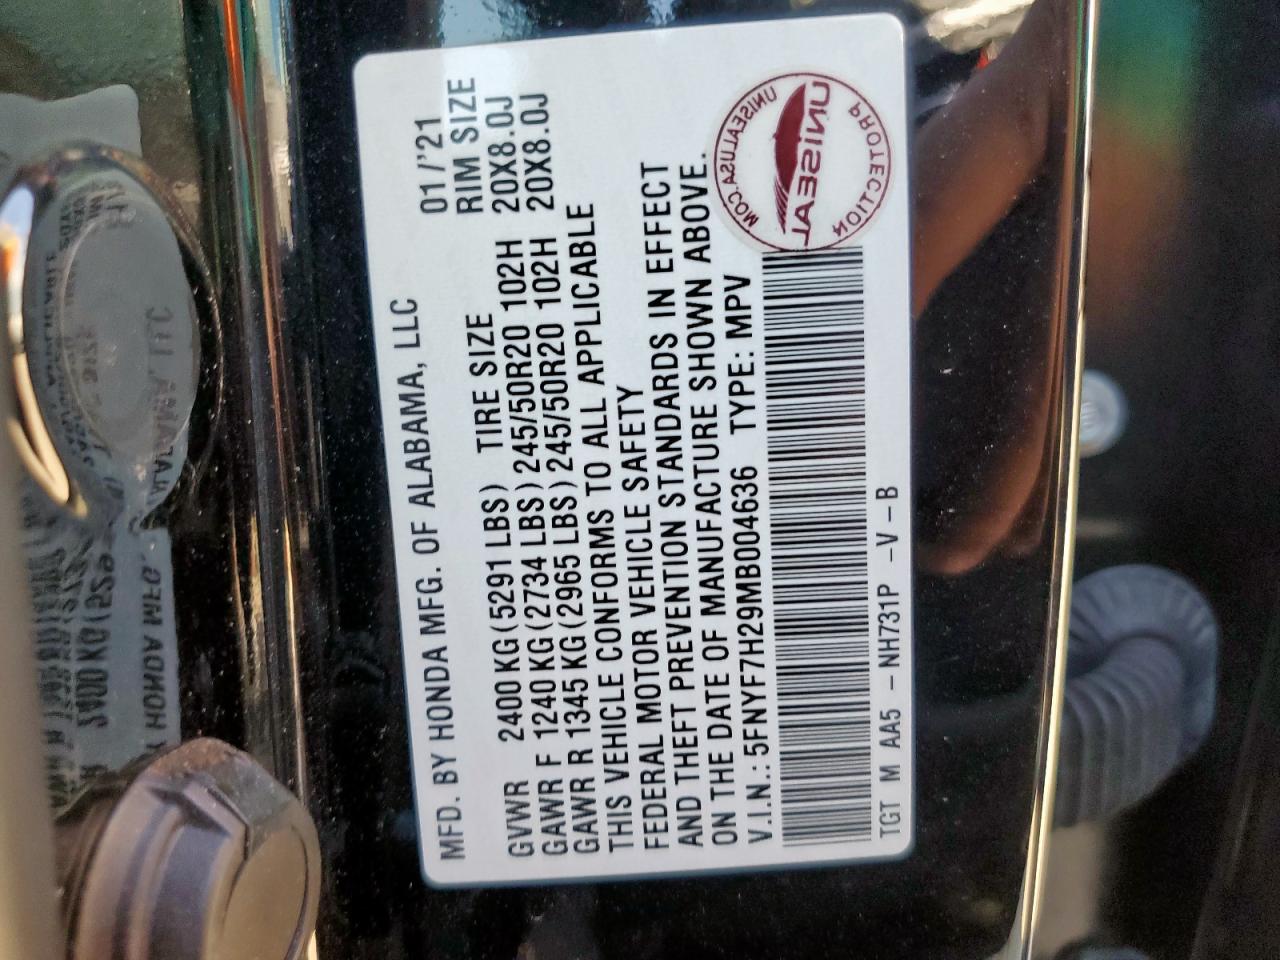 MFD. BY HONDA MFG. OF ALABAMA, LLC 01/'21
TIRE SIZE RIM SIZE
GVWR 2400 KG (5291 LBS)
GAWR F 1240 KG (2734 LBS) 245/50R20 102H 20X8.0J
GAWR R 1345 KG (2965 LBS) 245/50R20 102H 20X8.0J
THIS VEHICLE CONFORMS TO ALL APPLICABLE
FEDERAL MOTOR VEHICLE SAFETY
AND THEFT PREVENTION STANDARDS IN EFFECT
ON THE DATE OF MANUFACTURE SHOWN ABOVE.
V.I.N.: 5FNYF7H29MB004636 TYPE: MPV
TGT M AA5 - NH731P - V - B
UNISEALUSA.COM
UNISEAL
PROTECTION